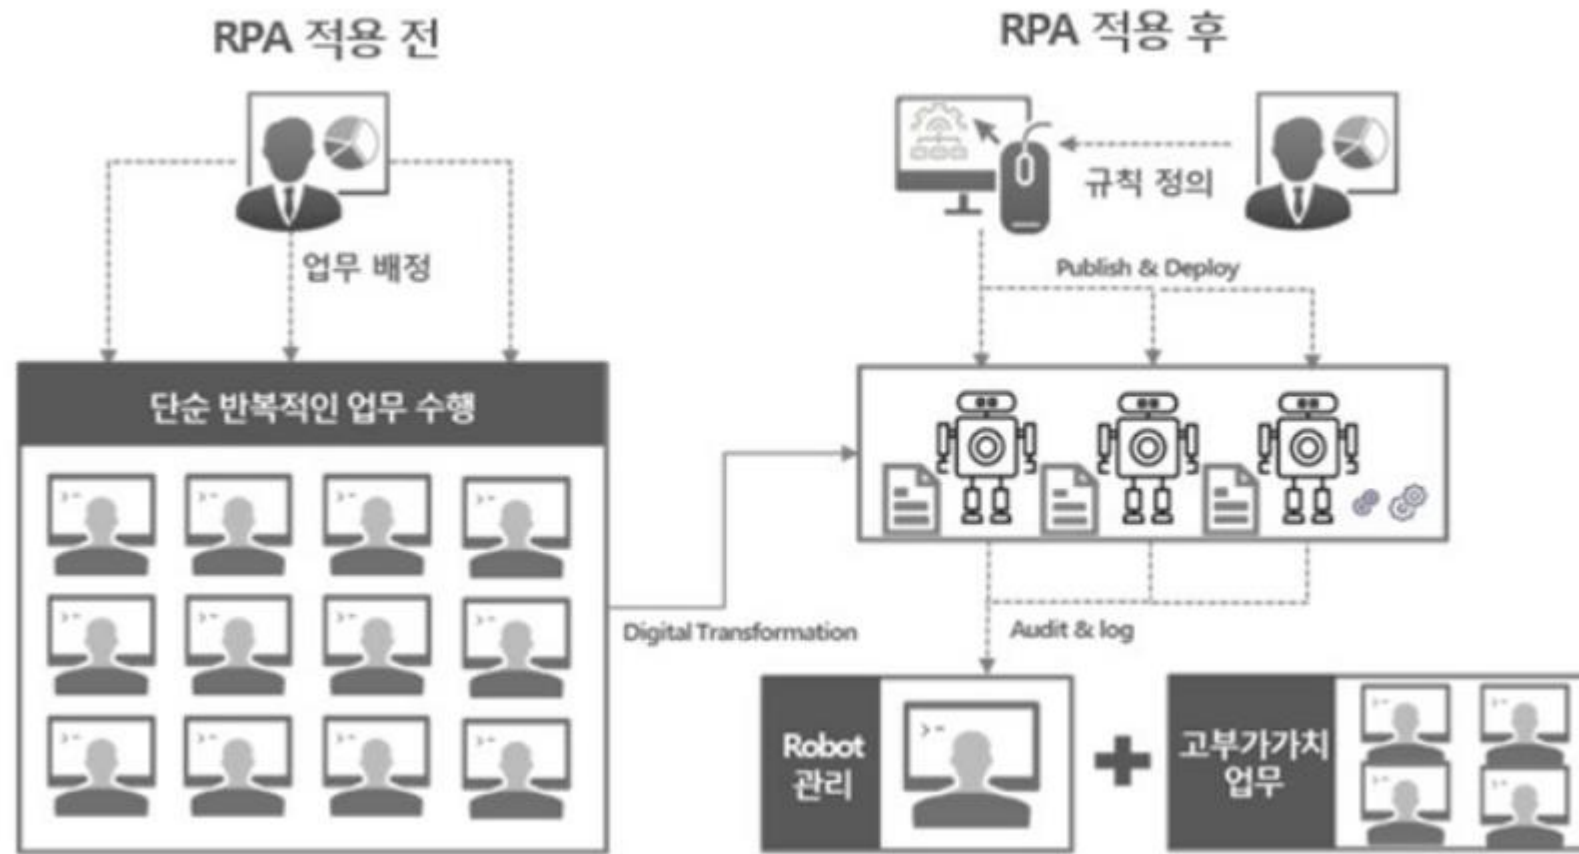 RPA 적용 전
RPA 적용 후
업무 배정
규칙 정의
Publish & Deploy
단순 반복적인 업무 수행
Digital Transformation
Audit & log
Robot
관리
고부가가치
업무